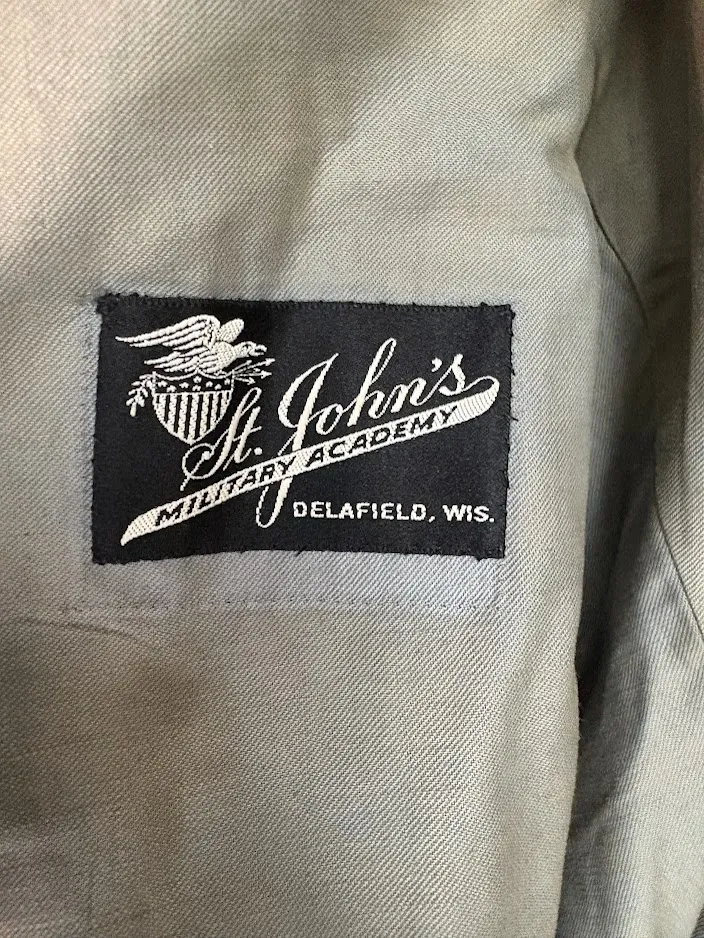 St. John's
MILITARY ACADEMY
DELAFIELD, WIS.